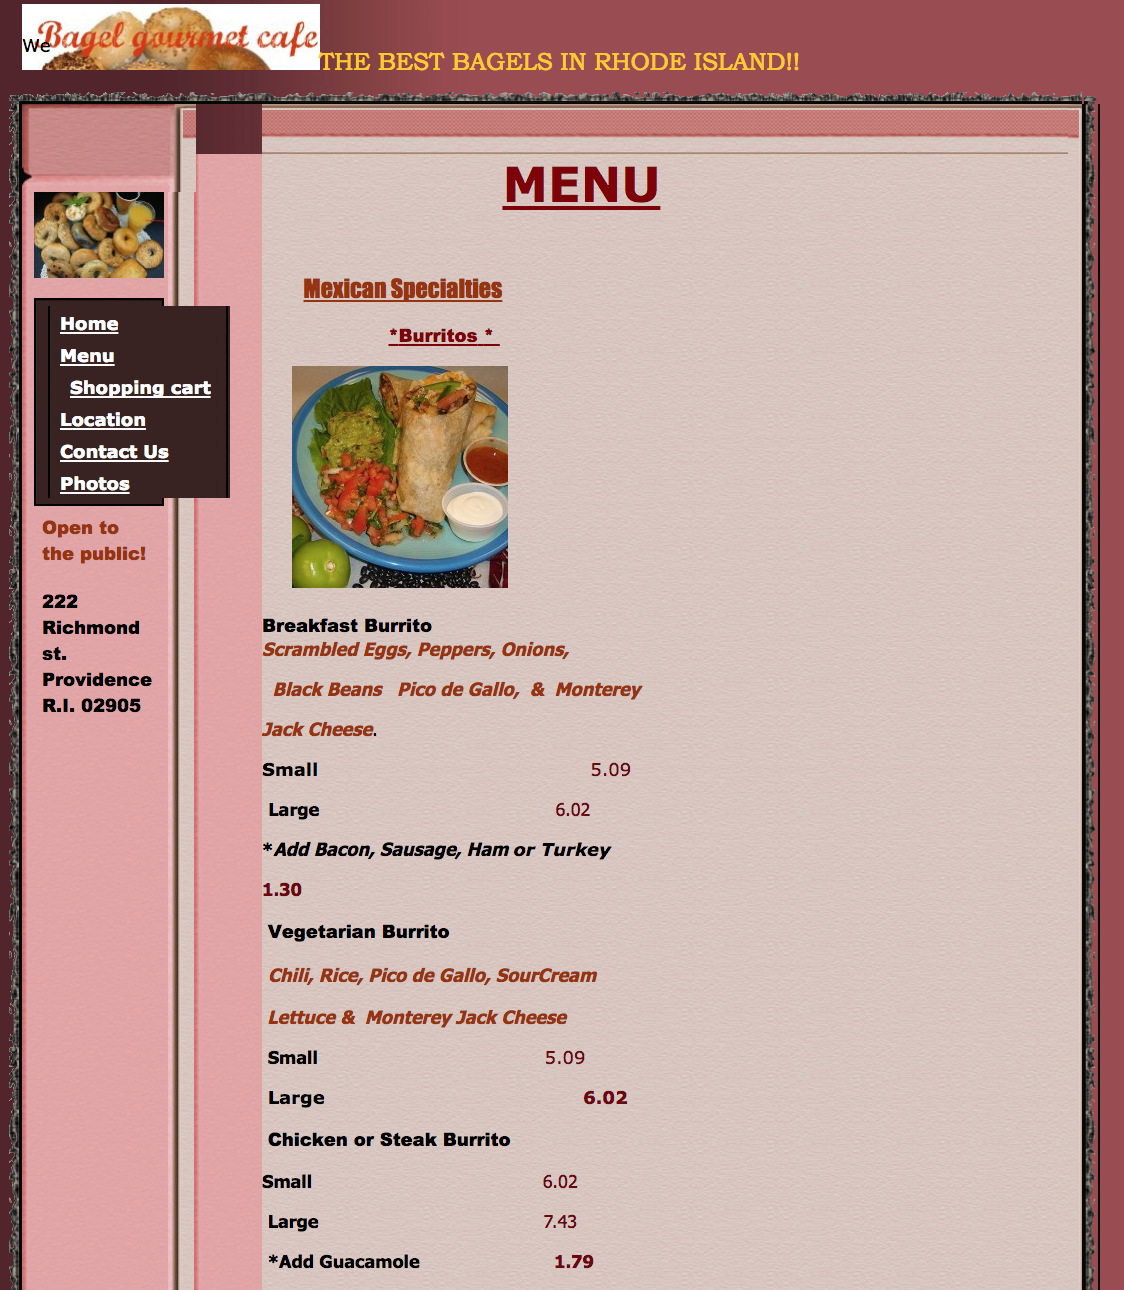 We
Bagel gourmet cafe
THE BEST BAGELS IN RHODE ISLAND!!
MENU
Home
Menu
Shopping cart
Location
Contact Us
Photos
Open to
the public!
222
Richmond
st.
Providence
R.I. 02905
Mexican Specialties
*Burritos *
Breakfast Burrito
Scrambled Eggs, Peppers, Onions,
Black Beans   Pico de Gallo,  &  Monterey
Jack Cheese.
Small 5.09
Large 6.02
*Add Bacon, Sausage, Ham or Turkey
1.30
Vegetarian Burrito
Chili, Rice, Pico de Gallo, SourCream
Lettuce &  Monterey Jack Cheese
Small 5.09
Large 6.02
Chicken or Steak Burrito
Small 6.02
Large 7.43
*Add Guacamole 1.79